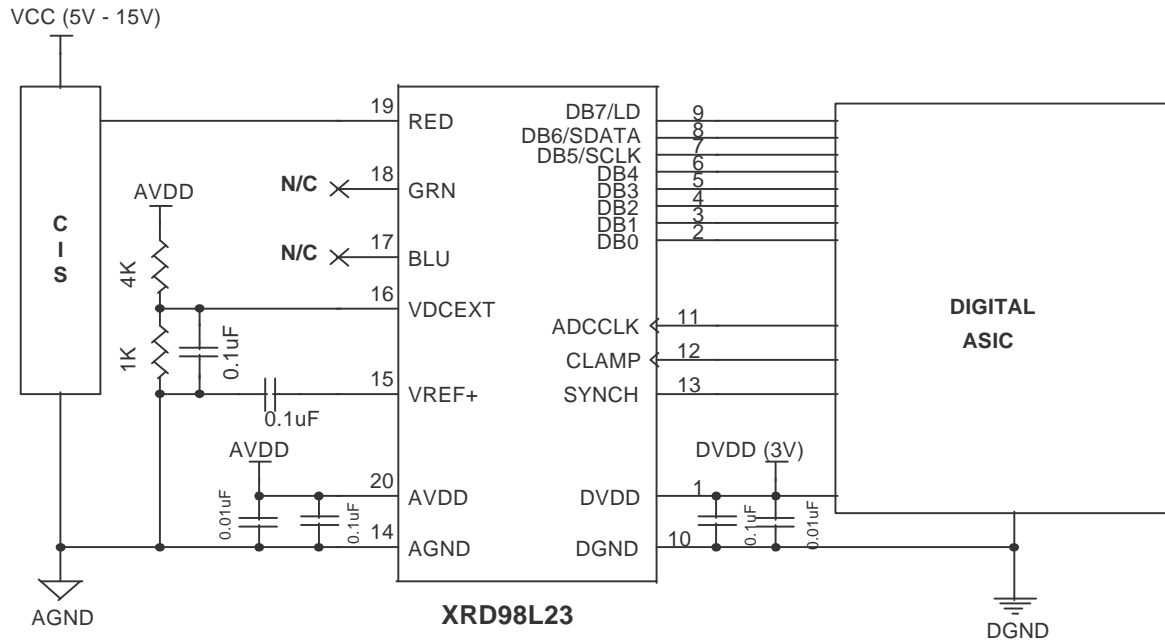 VCC (5V - 15V)
19
RED
18
N/C
GRN
AVDD
17
N/C
BLU
C
I
S
4K
16
VDCEXT
1K
0.1uF
15
VREF+
0.1uF
AVDD
20
AVDD
0.01uF
0.1uF
14
AGND
AGND
DB7/LD
9
DB6/SDATA
8
DB5/SCLK
7
DB4
6
DB3
5
DB2
4
DB1
3
DB0
2
ADCCLK
11
CLAMP
12
SYNCH
13
DVDD (3V)
DVDD
1
0.1uF
0.01uF
DGND
10
DIGITAL
ASIC
XRD98L23
DGND